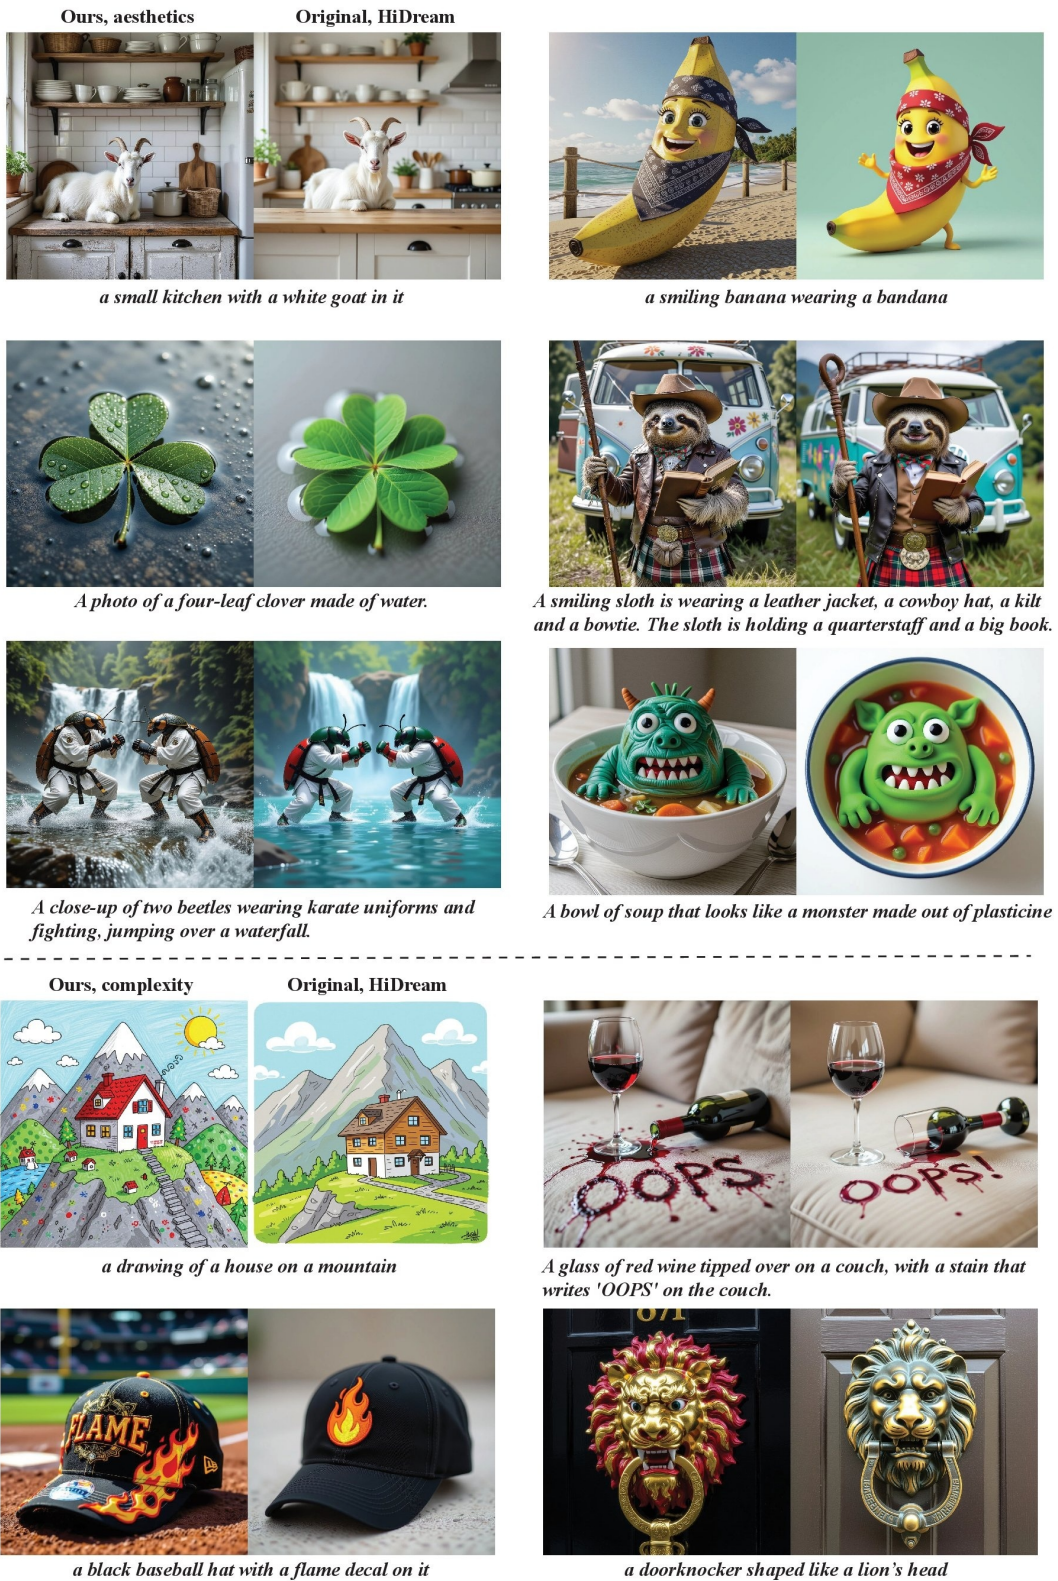 Ours, aesthetics
Original, HiDream
a small kitchen with a white goat in it
a smiling banana wearing a bandana
A photo of a four-leaf clover made of water.
A smiling sloth is wearing a leather jacket, a cowboy hat, a kilt
and a bowtie. The sloth is holding a quarterstaff and a big book.
A close-up of two beetles wearing karate uniforms and
fighting, jumping over a waterfall.
A bowl of soup that looks like a monster made out of plasticine
Ours, complexity
Original, HiDream
OOPS
OOPS!
a drawing of a house on a mountain
A glass of red wine tipped over on a couch, with a stain that
writes 'OOPS' on the couch.
871
FLAME
a black baseball hat with a flame decal on it
a doorknocker shaped like a lion's head